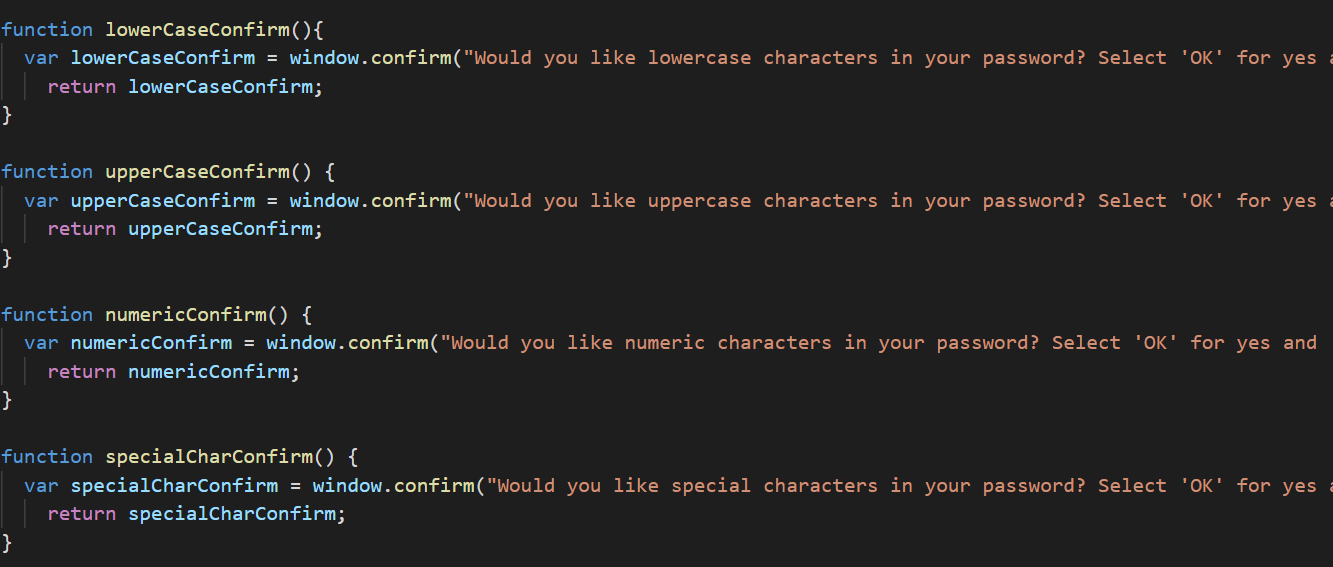 function lowerCaseConfirm(){
var lowerCaseConfirm = window.confirm("Would you like lowercase characters in your password? Select 'OK' for yes
return lowerCaseConfirm;
}
function upperCaseConfirm() {
var upperCaseConfirm = window.confirm("Would you like uppercase characters in your password? Select 'OK' for yes
return upperCaseConfirm;
}
function numericConfirm() {
var numericConfirm = window.confirm("Would you like numeric characters in your password? Select 'OK' for yes and
return numericConfirm;
}
function specialCharConfirm() {
var specialCharConfirm = window.confirm("Would you like special characters in your password? Select 'OK' for yes
return specialCharConfirm;
}